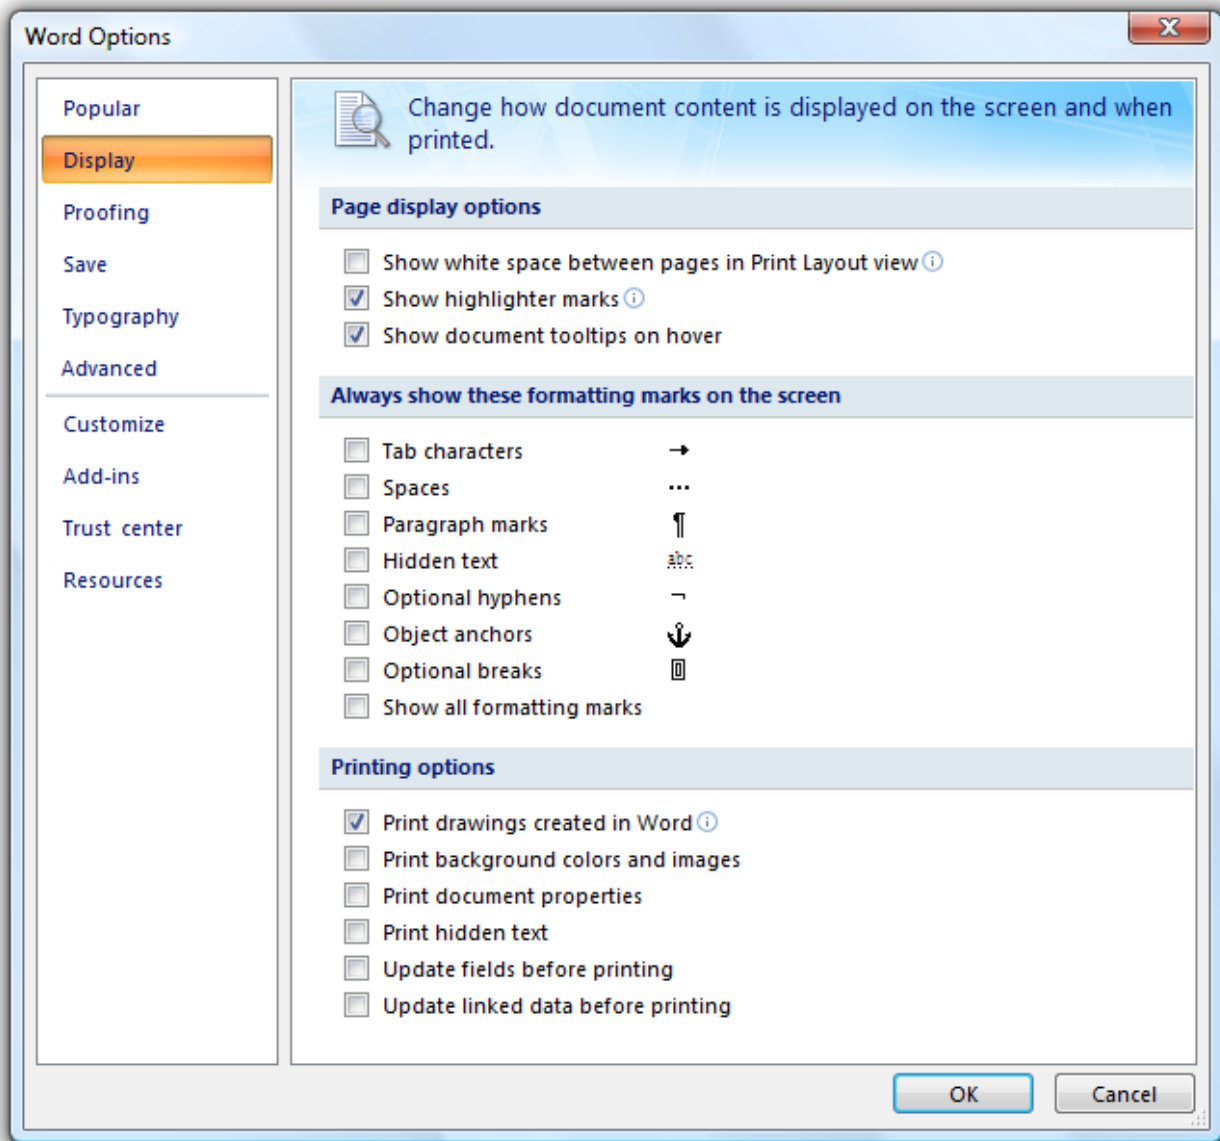 Word Options
X
Popular
Display
Proofing
Save
Typography
Advanced
Customize
Add-ins
Trust center
Resources
Change how document content is displayed on the screen and when
printed.
Page display options
Show white space between pages in Print Layout view
Show highlighter marks
Show document tooltips on hover
Always show these formatting marks on the screen
Tab characters →
Spaces ...
Paragraph marks ¶
Hidden text abc
Optional hyphens ¬
Object anchors
Optional breaks
Show all formatting marks
Printing options
Print drawings created in Word
Print background colors and images
Print document properties
Print hidden text
Update fields before printing
Update linked data before printing
OK Cancel